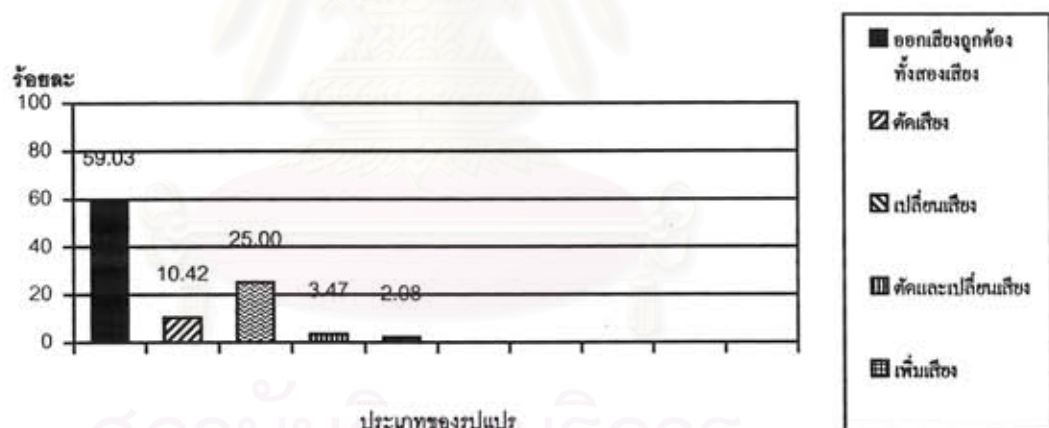 ร้อยละ
100
80
60
40
20
0
59.03
10.42
25.00
3.47
2.08
ประเภทของรูปแปร
ออกเสียงถูกต้อง
ทั้งสองเสียง
ตัดเสียง
เปลี่ยนเสียง
ตัดและเปลี่ยนเสียง
เพิ่มเสียง